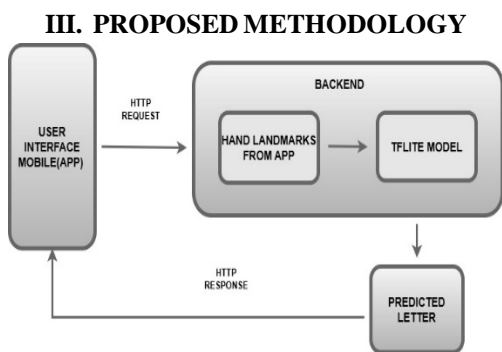 III. PROPOSED METHODOLOGY
BACKEND
HTTP
REQUEST
USER
INTERFACE
MOBILE(APP)
HAND LANDMARKS
FROM APP
TFLITE MODEL
HTTP
RESPONSE
PREDICTED
LETTER